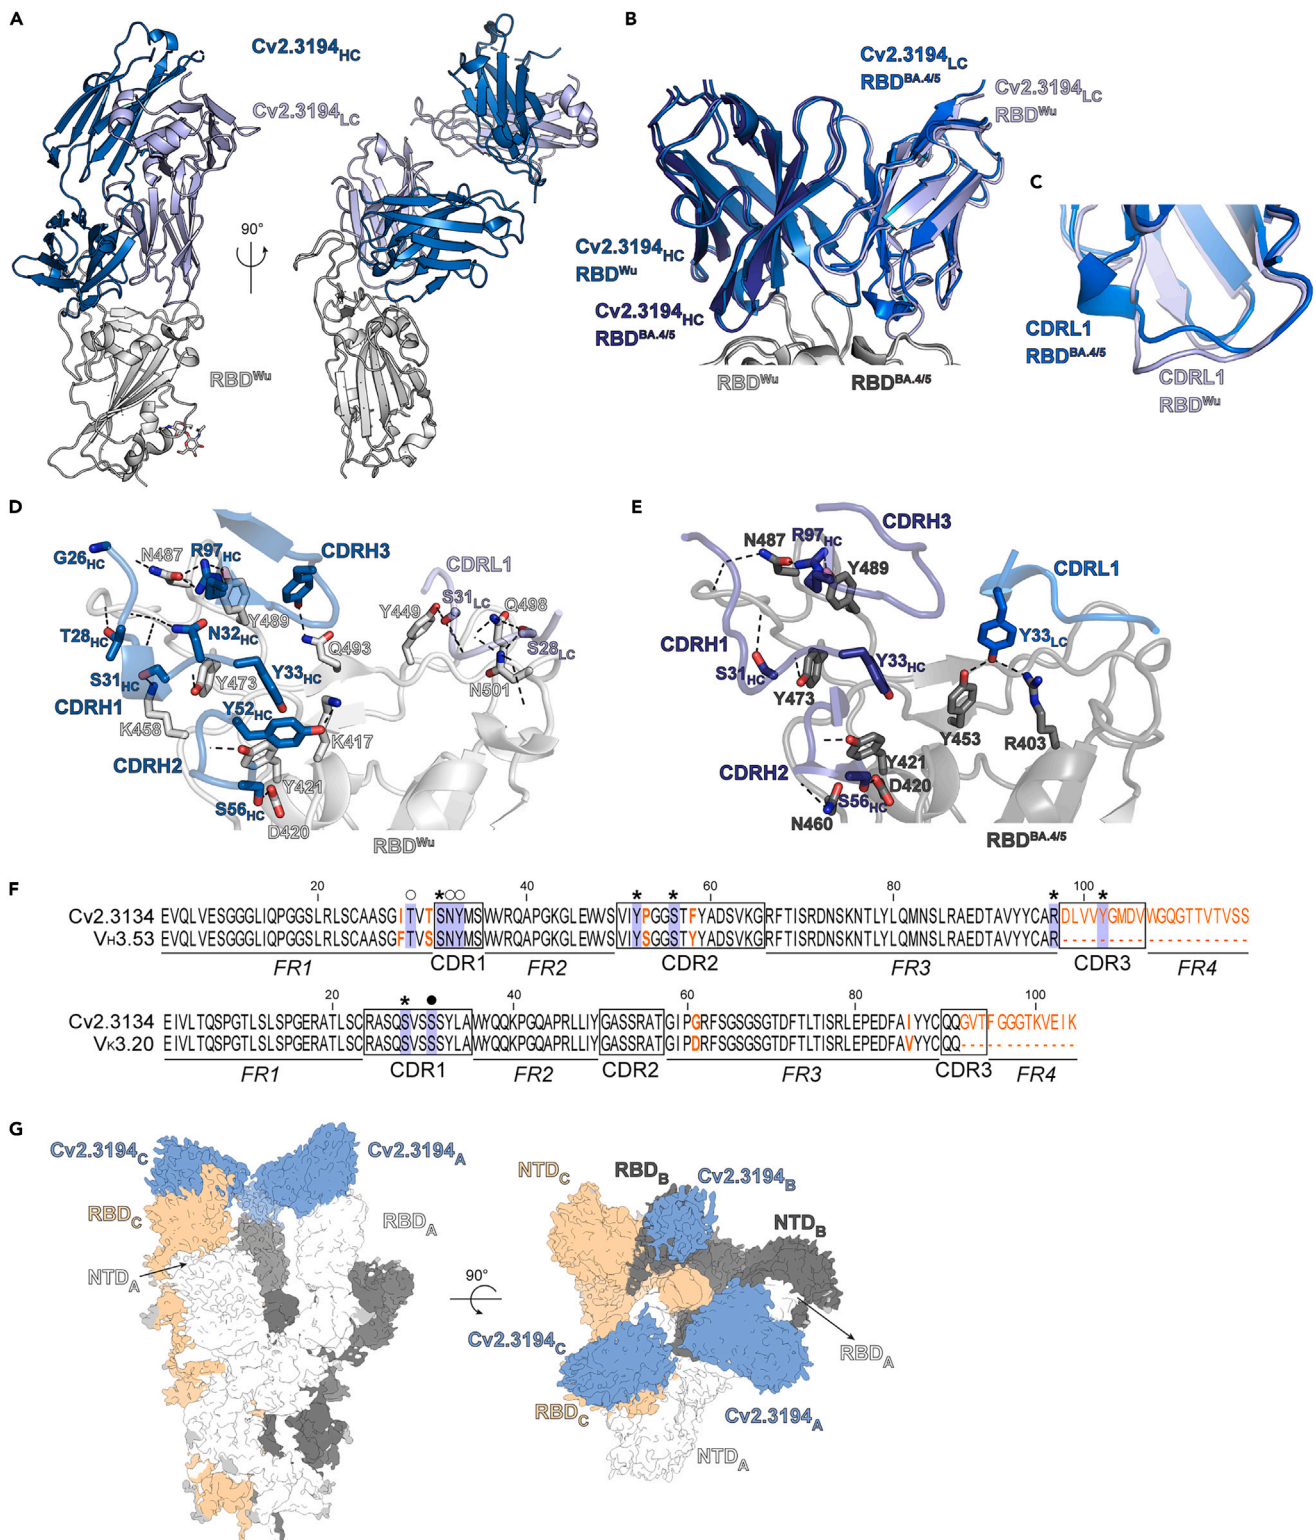 A
Cv2.3194HC
Cv2.3194LC
90°
RBDWu
B
Cv2.3194LC
RBDBA.4/5
Cv2.3194LC
RBDWu
Cv2.3194HC
RBDWu
Cv2.3194HC
RBDBA.4/5
RBDWu
RBDBA.4/5
C
CDRL1
RBDBA.4/5
CDRL1
RBDWu
D
G26HC
N487
R97HC
CDRH3
CDRL1
Y449
S31LC
Q498
Y489
T28HC
N32HC
Q493
S28LC
S31HC
Y473
Y33HC
N501
CDRH1
Y52HC
K458
K417
CDRH2
Y421
S56HC
D420
RBDWu
E
N487
R97HC
CDRH3
Y489
CDRL1
CDRH1
Y33LC
S31HC
Y33HC
Y473
Y453
R403
CDRH2
Y421
D420
S56HC
N460
RBDBA.4/5
F
20 40 60 80 100
Cv2.3134 EVQLVESGGGLIQPGGSLRLSCAASGITVTSNYMSWVRQAPGKGLEWVSVIYPGGSTFYADSVKGRFTISRDNSKNTLYLQMNSLRAEDTAVYYCARDLVVYGMDVWGQGTTVTVSS
VH3.53 EVQLVESGGGLIQPGGSLRLSCAASGFTVSSNYMSWVRQAPGKGLEWVSVIYSGGSTYYADSVKGRFTISRDNSKNTLYLQMNSLRAEDTAVYYCAR--------------------
FR1 CDR1 FR2 CDR2 FR3 CDR3 FR4
20 40 60 80 100
Cv2.3134 EIVLTQSPGTLSLSPGERATLSCRASQSVSSSYLAWYQQKPGQAPRLLIYGASSRATGIPGRFSGSGSGTDFTLTISRLEPEDFAIYYCQQGVTFGGGTKVEIK
VK3.20 EIVLTQSPGTLSLSPGERATLSCRASQSVSSSYLAWYQQKPGQAPRLLIYGASSRATGIPDRFSGSGSGTDFTLTISRLEPEDFAVYYCQQ-------------
FR1 CDR1 FR2 CDR2 FR3 CDR3 FR4
G
Cv2.3194C
Cv2.3194A
RBDC
RBDA
NTDA
90°
NTDC
RBDB
Cv2.3194B
NTDB
Cv2.3194C
RBDA
RBDC
Cv2.3194A
NTDA